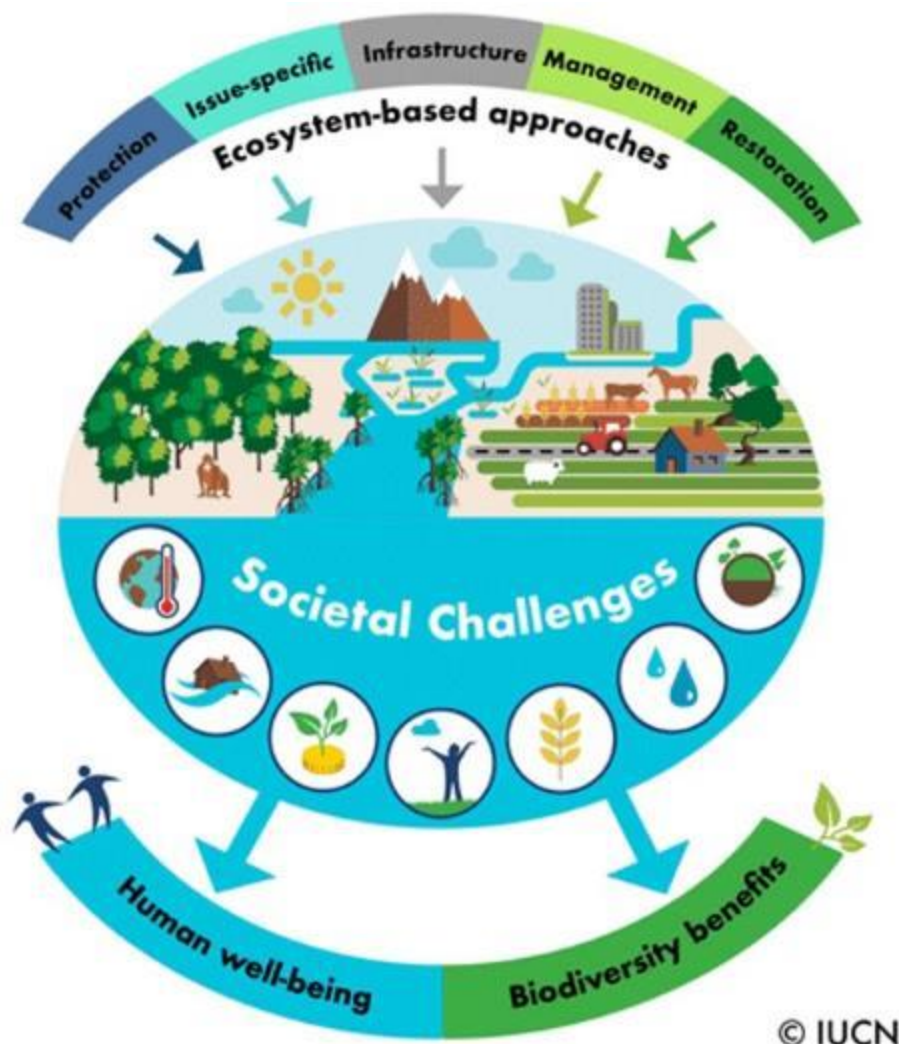 Protection
Issue-specific
Infrastructure
Management
Restoration
Ecosystem-based approaches
Societal Challenges
Human well-being
Biodiversity benefits
© IUCN